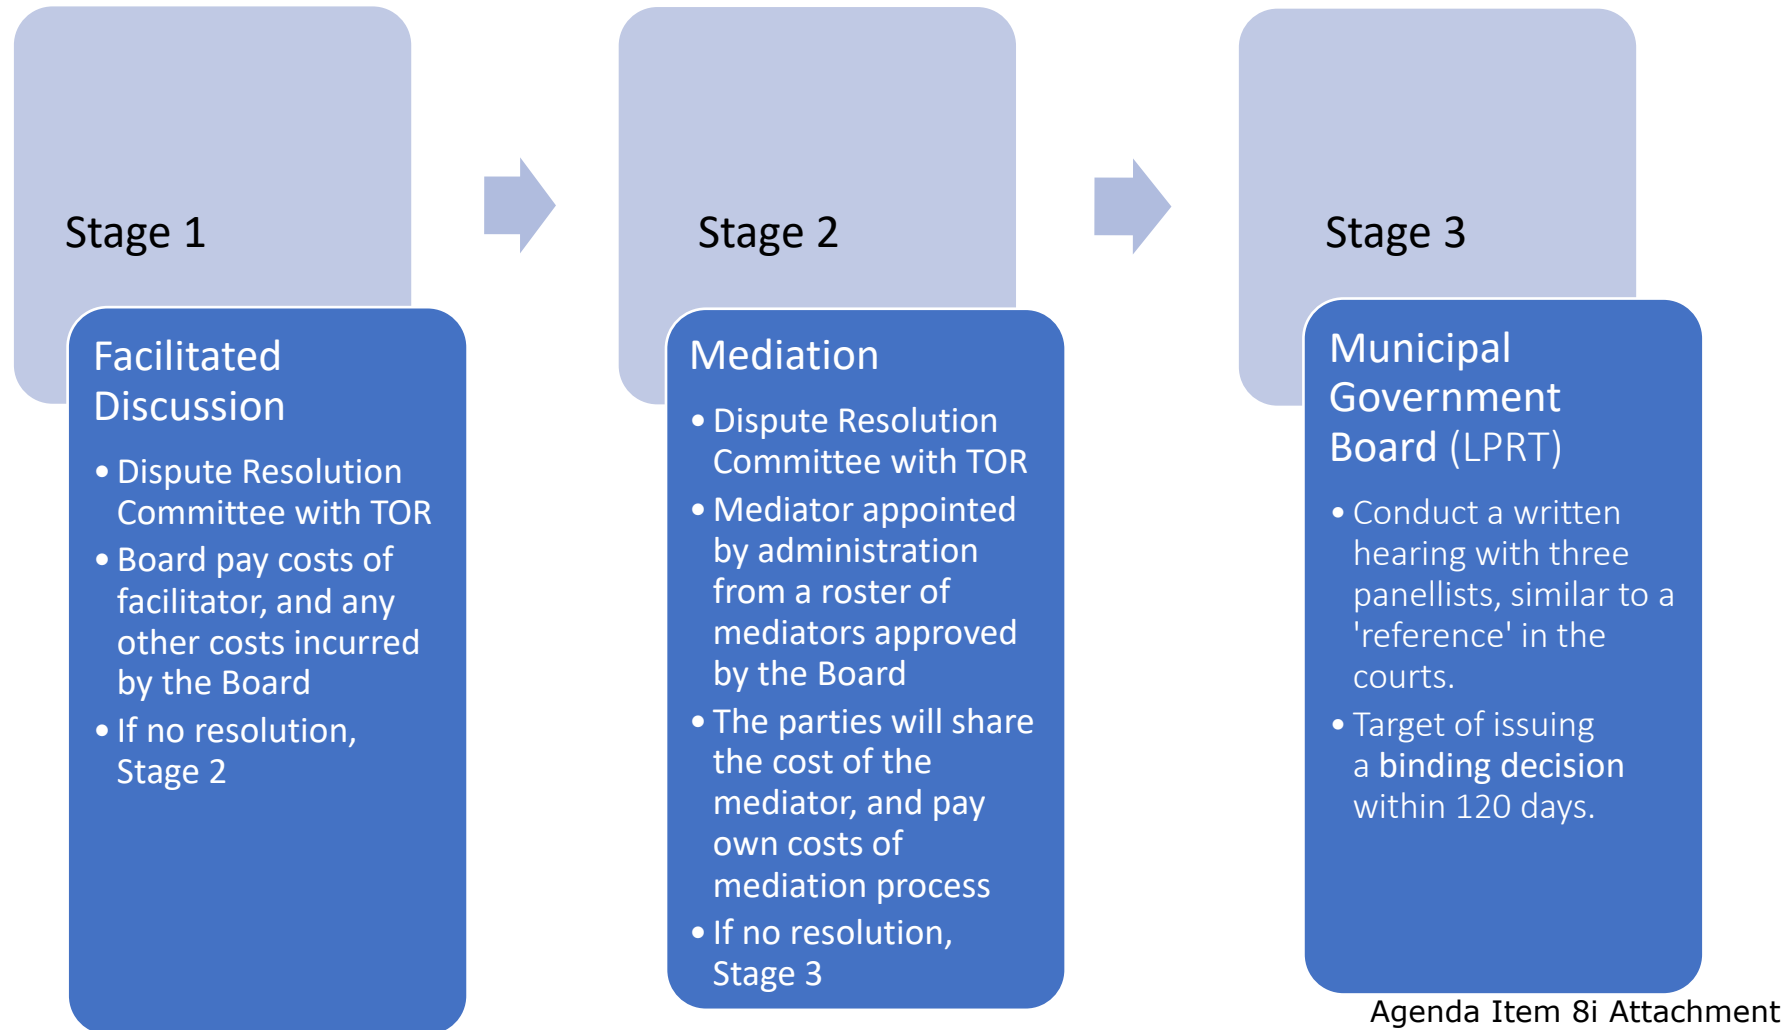 Stage 1
Facilitated
Discussion
• Dispute Resolution
Committee with TOR
• Board pay costs of
facilitator, and any
other costs incurred
by the Board
• If no resolution,
Stage 2
Stage 2
Mediation
• Dispute Resolution
Committee with TOR
• Mediator appointed
by administration
from a roster of
mediators approved
by the Board
• The parties will share
the cost of the
mediator, and pay
own costs of
mediation process
• If no resolution,
Stage 3
Stage 3
Municipal
Government
Board (LPRT)
• Conduct a written
hearing with three
panellists, similar to a
'reference' in the
courts.
• Target of issuing
a binding decision
within 120 days.
Agenda Item 8i Attachment